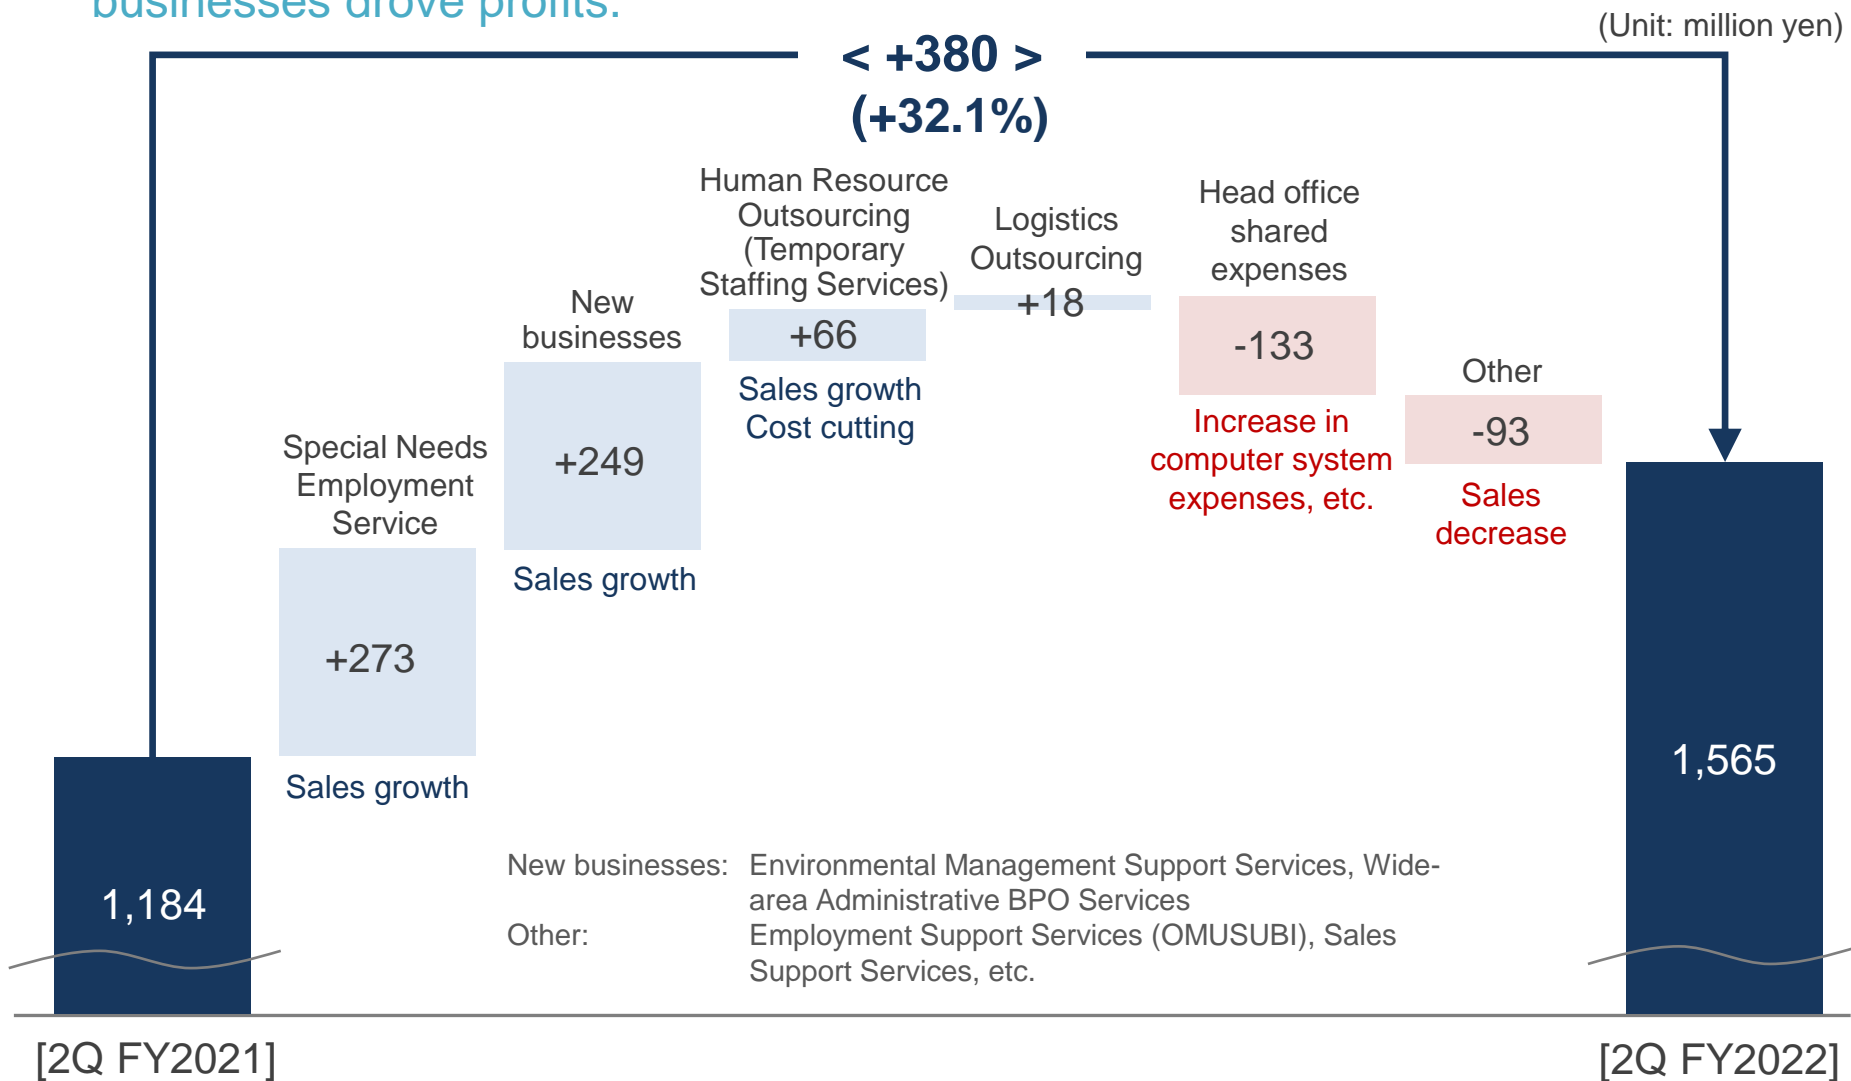 businesses drove profits.
(Unit: million yen)
< +380 >
(+32.1%)
Human Resource
Outsourcing
(Temporary
Staffing Services)
+66
Sales growth
Cost cutting
Logistics
Outsourcing
+18
Head office
shared
expenses
-133
Increase in
computer system
expenses, etc.
New
businesses
+249
Sales growth
Other
-93
Sales
decrease
Special Needs
Employment
Service
+273
Sales growth
1,184
1,565
New businesses: Environmental Management Support Services, Wide-
area Administrative BPO Services
Other: Employment Support Services (OMUSUBI), Sales
Support Services, etc.
[2Q FY2021]
[2Q FY2022]